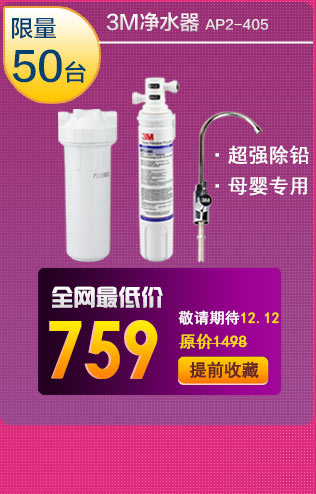 限量
50台
3M净水器 AP2-405
3M
· 超强除铅
· 母婴专用
全网最低价
759
敬请期待12.12
原价1498
提前收藏